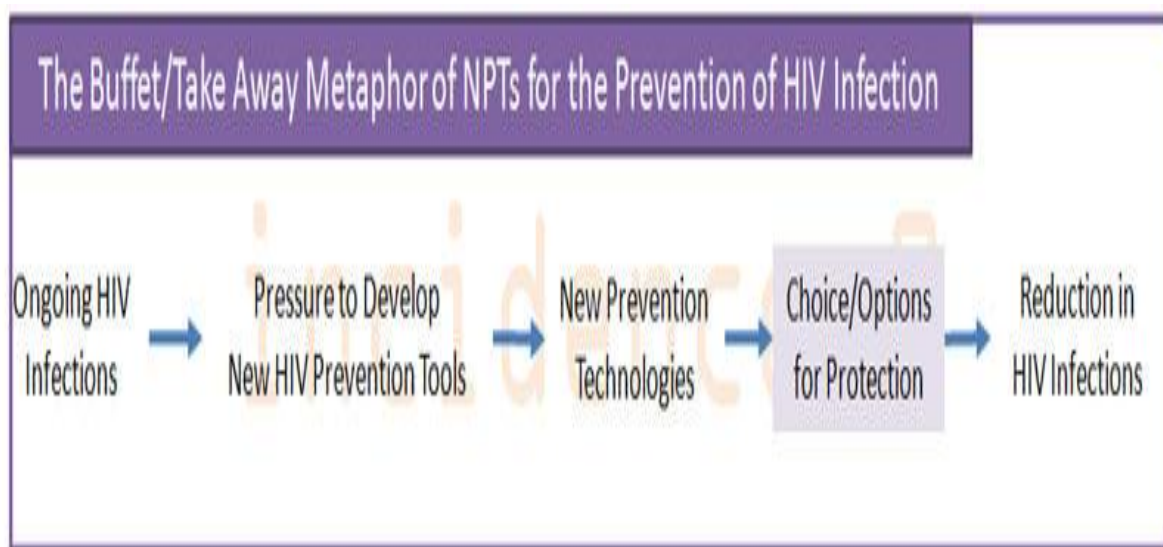 The Buffet/Take Away Metaphor of NPTs for the Prevention of HIV Infection
incidence?
Ongoing HIV
Infections
Pressure to Develop
New HIV Prevention Tools
New Prevention
Technologies
Choice/Options
for Protection
Reduction in
HIV Infections